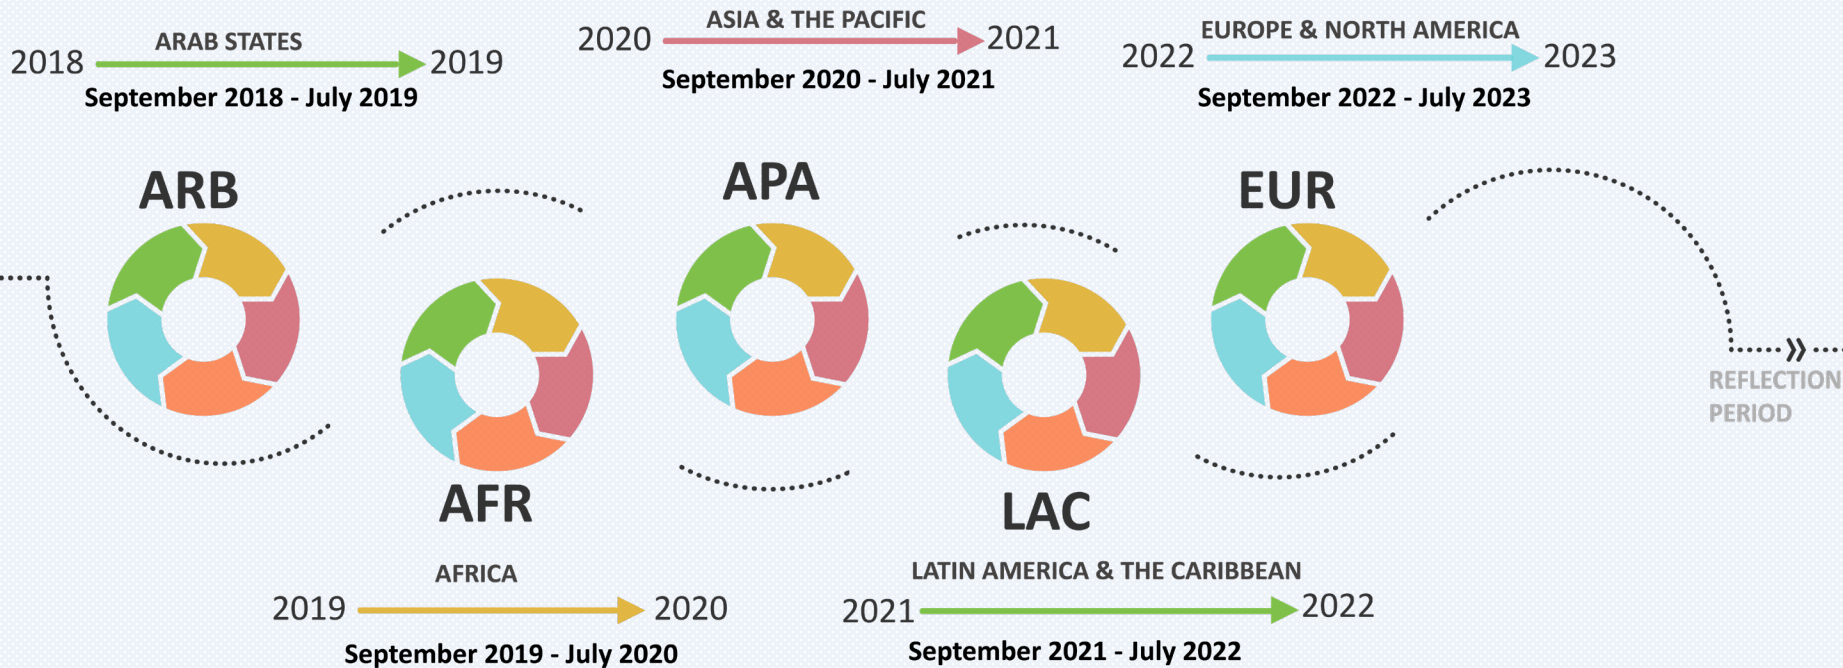 ARAB STATES
2018 2019
September 2018 - July 2019
ASIA & THE PACIFIC
2020 2021
September 2020 - July 2021
EUROPE & NORTH AMERICA
2022 2023
September 2022 - July 2023
ARB
APA
EUR
REFLECTION
PERIOD
AFR
LAC
AFRICA
2019 2020
September 2019 - July 2020
LATIN AMERICA & THE CARIBBEAN
2021 2022
September 2021 - July 2022